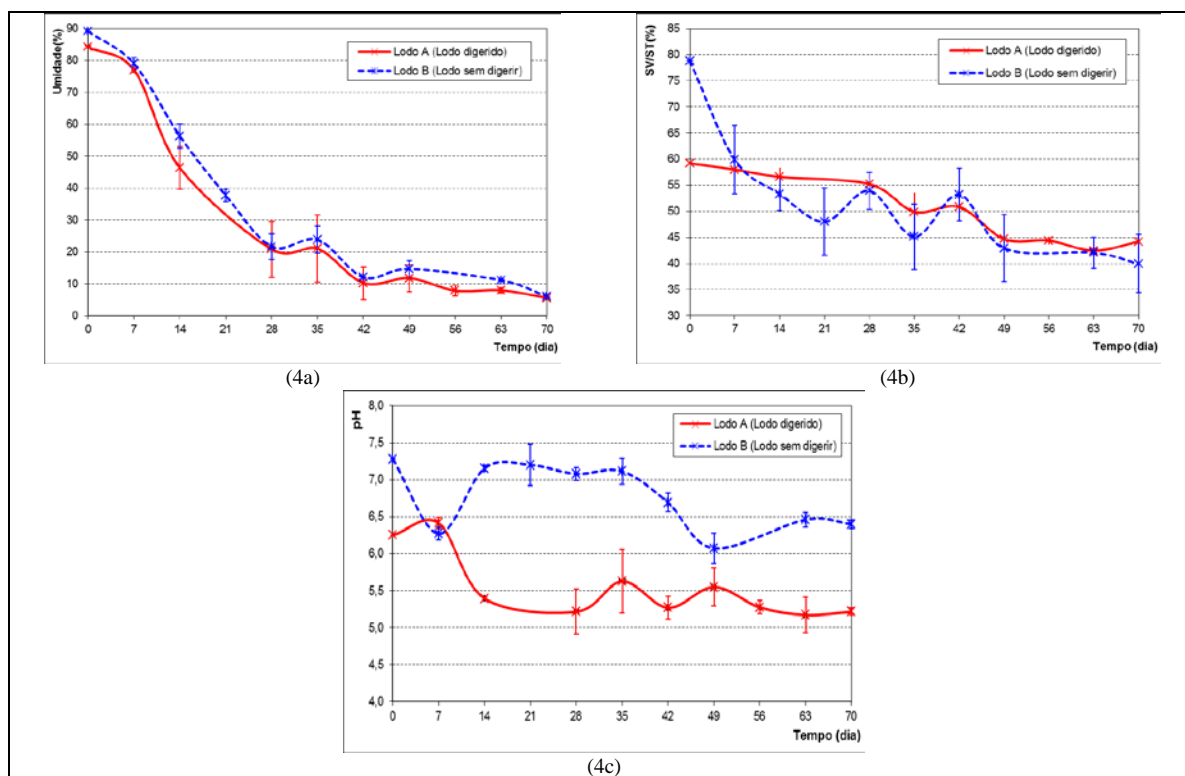 Umidade(%)
90
80
70
60
50
40
30
20
10
0
Lodo A (Lodo digerido)
Lodo B (Lodo sem digerir)
0 7 14 21 28 35 42 49 56 63 70
Tempo (dia)
(4a)
SV/ST(%)
85
80
75
70
65
60
55
50
45
40
35
30
Lodo A (Lodo digerido)
Lodo B (Lodo sem digerir)
0 7 14 21 28 35 42 49 56 63 70
Tempo (dia)
(4b)
pH
8,0
7,5
7,0
6,5
6,0
5,5
5,0
4,5
4,0
Lodo A (Lodo digerido)
Lodo B (Lodo sem digerir)
0 7 14 21 28 35 42 49 56 63 70
Tempo (dia)
(4c)